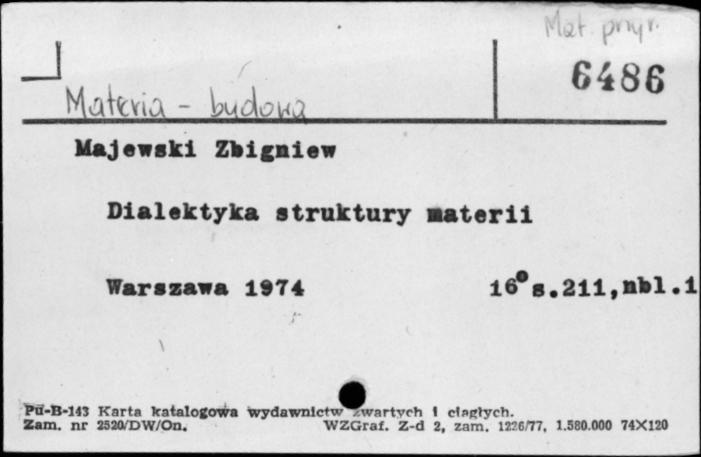 Mat. przyr.
6486
Materia - budowa
Majewski Zbigniew
Dialektyka struktury materii
Warszawa 1974 16° s.211,nbl.1
Pu-B-143 Karta katalogowa wydawnictw zwartych i ciągłych.
Zam. nr 2520/DW/On. WZGraf. Z-d 2, zam. 1226/77, 1.580.000 74X120